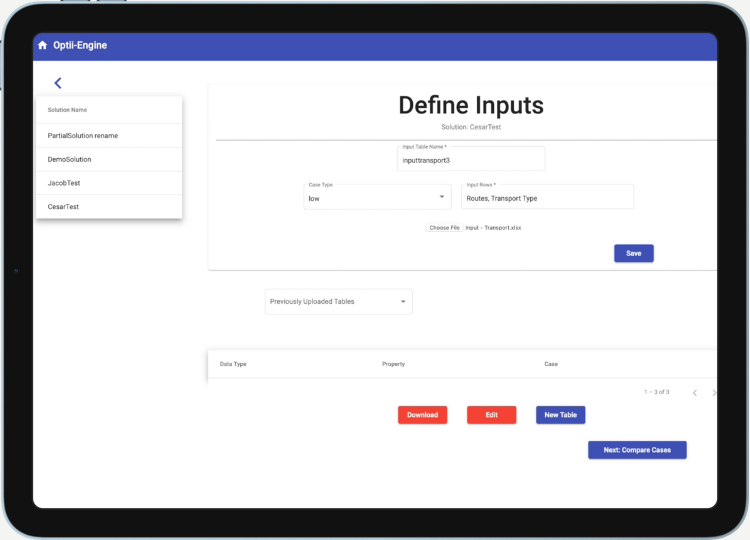 Optii-Engine
Solution Name
PartialSolution rename
DemoSolution
JacobTest
CesarTest
Define Inputs
Solution: CesarTest
Input Table Name *
inputtransport3
Case Type
low
Input Rows *
Routes, Transport Type
Choose File Input - Transport.xlsx
Save
Previously Uploaded Tables
Data Type Property Case
1 – 3 of 3
Download Edit New Table
Next: Compare Cases